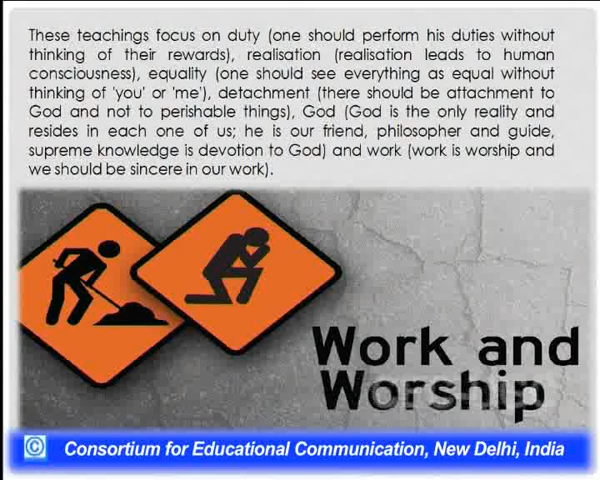 These teachings focus on duty (one should perform his duties without
thinking of their rewards), realisation (realisation leads to human
consciousness), equality (one should see everything as equal without
thinking of 'you' or 'me'), detachment (there should be attachment to
God and not to perishable things), God (God is the only reality and
resides in each one of us; he is our friend, philosopher and guide,
supreme knowledge is devotion to God) and work (work is worship and
we should be sincere in our work).
Work and
Worship
© Consortium for Educational Communication, New Delhi, India